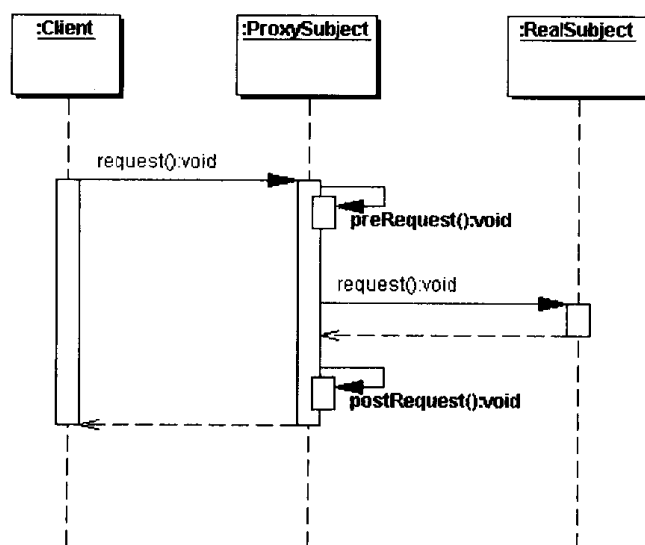 :Client
:ProxySubject
:RealSubject
request():void
preRequest():void
request():void
postRequest():void